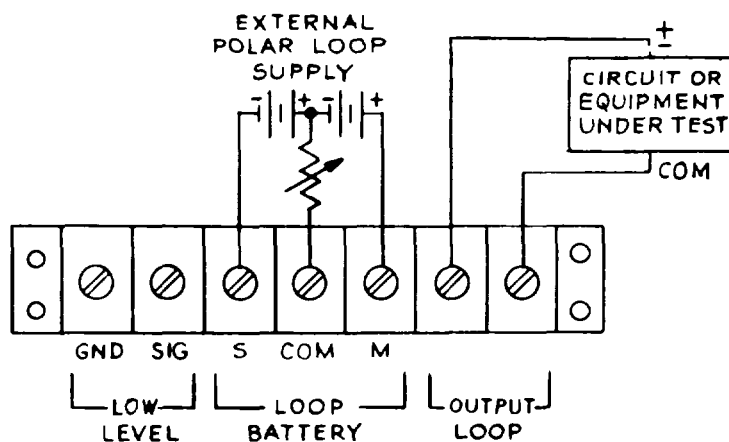 EXTERNAL
POLAR LOOP
SUPPLY
- + - +
+
-
CIRCUIT OR
EQUIPMENT
UNDER TEST
COM
GND SIG S COM M
LOW
LEVEL
LOOP
BATTERY
OUTPUT
LOOP